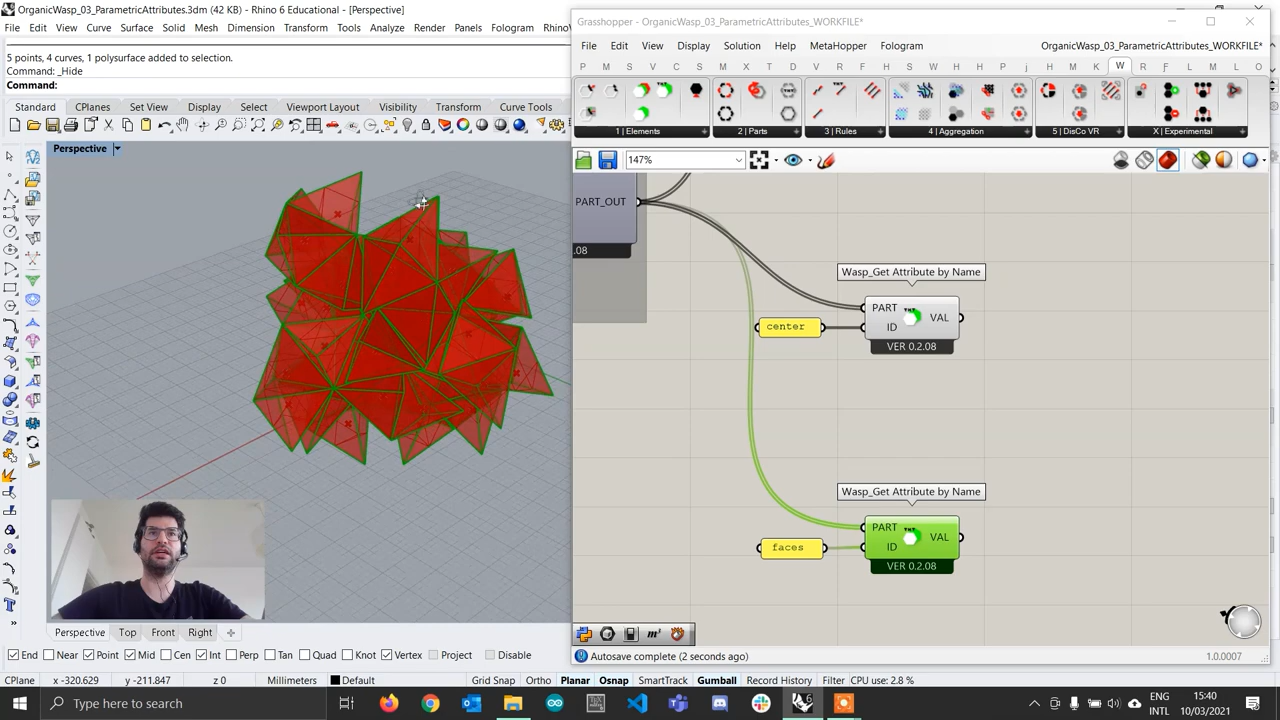 OrganicWasp_03_ParametricAttributes.3dm (42 KB) - Rhino 6 Educational - [Perspective]
File Edit View Curve Surface Solid Mesh Dimension Transform Tools Analyze Render Panels Fologram
5 points, 4 curves, 1 polysurface added to selection.
Command: _Hide
Command:
Standard CPlanes Set View Display Select Viewport Layout Visibility Transform Curve Tools
Perspective
Perspective Top Front Right
End Near Point Mid Cen Int Perp Tan Quad Knot Vertex Project Disable
CPlane x -320.629 y -211.847 z 0 Millimeters Default Grid Snap Ortho Planar Osnap SmartTrack Gumball Record History Filter CPU use: 2.8 %
Grasshopper - OrganicWasp_03_ParametricAttributes_WORKFILE*
File Edit View Display Solution Help MetaHopper Fologram OrganicWasp_03_ParametricAttributes_WORKFILE*
P M S V C S M X T D V R F K P H P j T A W R J E L M L O
1 | Elements 2 | Parts 3 | Rules 4 | Aggregation 5 | DisCo VR X | Experimental
147%
PART_OUT
.08
Wasp_Get Attribute by Name
center PART ID VAL
VER 0.2.08
Wasp_Get Attribute by Name
faces PART ID VAL
VER 0.2.08
Autosave complete (2 seconds ago) 1.0.0007
Type here to search
ENG
INTL
15:40
10/03/2021